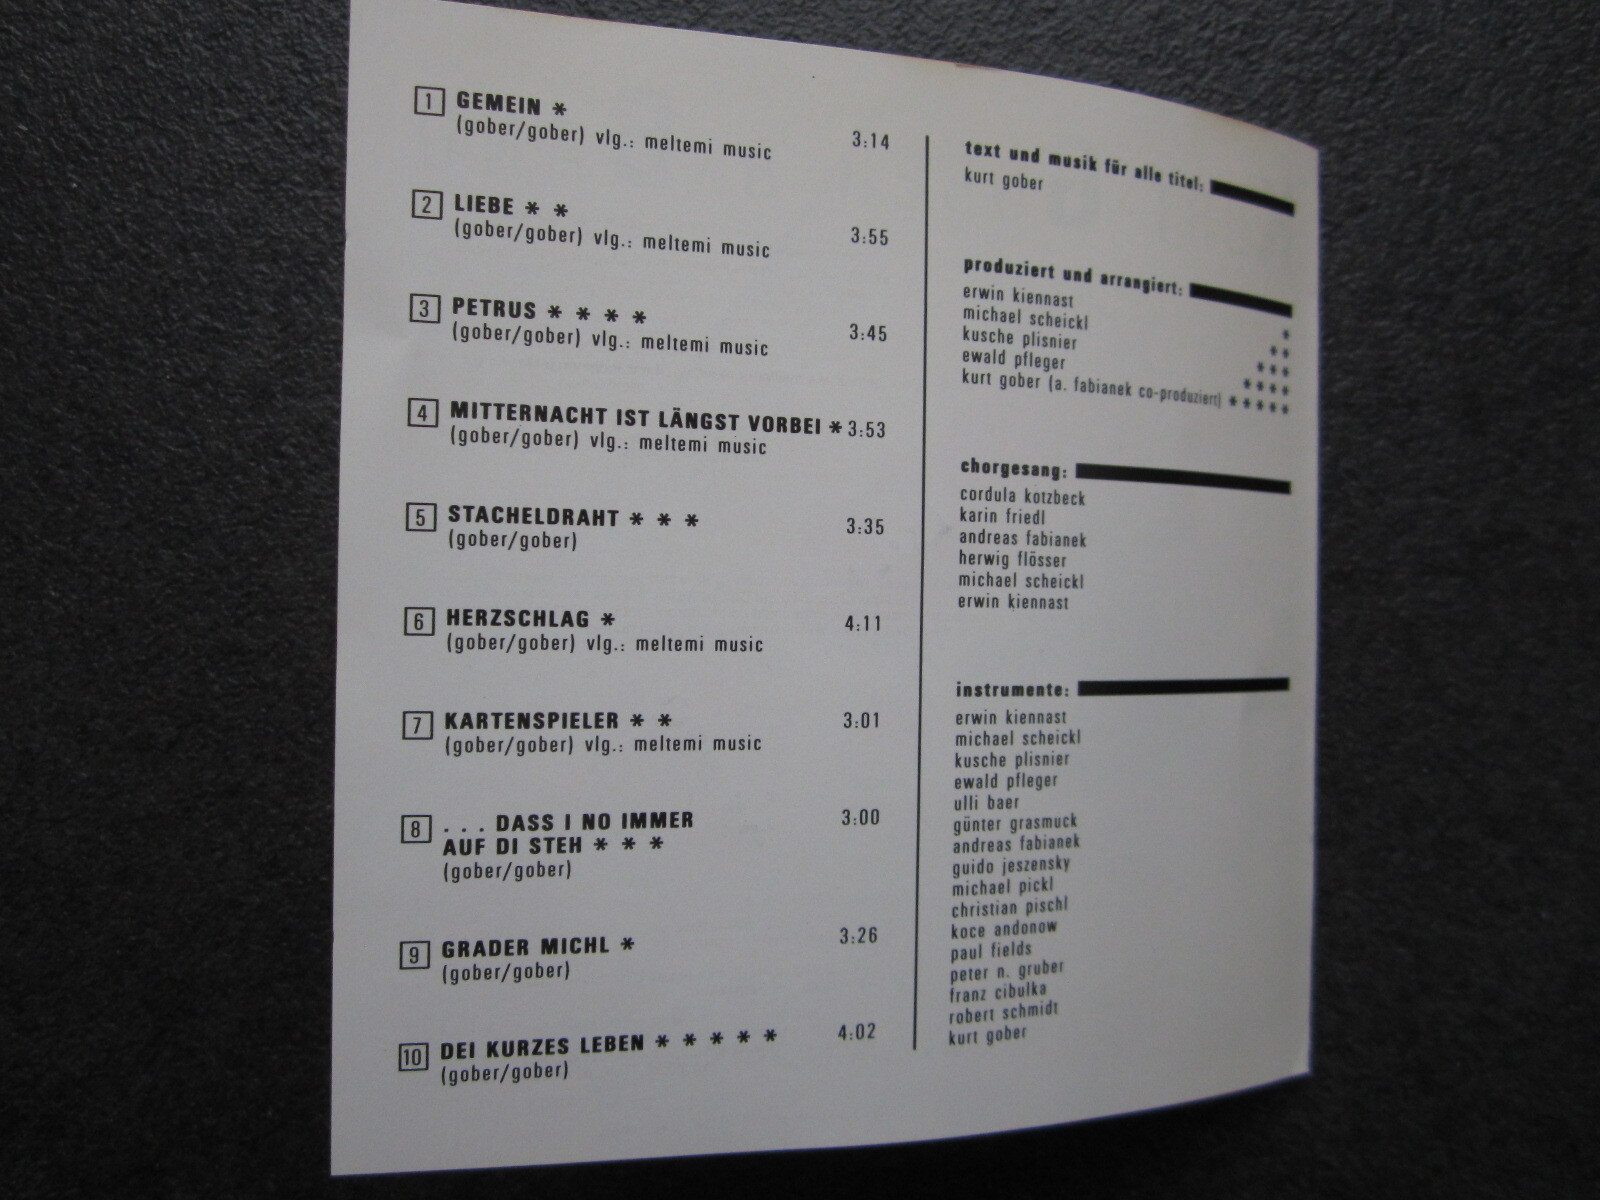 1 GEMEIN *
(gober/gober) vlg.: meltemi music 3:14
2 LIEBE * *
(gober/gober) vlg.: meltemi music 3:55
3 PETRUS * * * *
(gober/gober) vlg.: meltemi music 3:45
4 MITTERNACHT IST LÄNGST VORBEI * 3:53
(gober/gober) vlg.: meltemi music
5 STACHELDRAHT * * * 3:35
(gober/gober)
6 HERZSCHLAG * 4:11
(gober/gober) vlg.: meltemi music
7 KARTENSPIELER * * 3:01
(gober/gober) vlg.: meltemi music
8 . . . DASS I NO IMMER 3:00
AUF DI STEH * * *
(gober/gober)
9 GRADER MICHL * 3:26
(gober/gober)
10 DEI KURZES LEBEN * * * * * 4:02
(gober/gober)
text und musik für alle titel:
kurt gober
produziert und arrangiert:
erwin kiennast *
michael scheickl * *
kusche plisnier * * *
ewald pfleger * * * *
kurt gober (a. fabianek co-produziert) * * * * *
chorgesang:
cordula kotzbeck
karin friedl
andreas fabianek
herwig flösser
michael scheickl
erwin kiennast
instrumente:
erwin kiennast
michael scheickl
kusche plisnier
ewald pfleger
ulli baer
günter grasmuck
andreas fabianek
guido jeszensky
michael pickl
christian pischl
koce andonow
paul fields
peter n. gruber
franz cibulka
robert schmidt
kurt gober